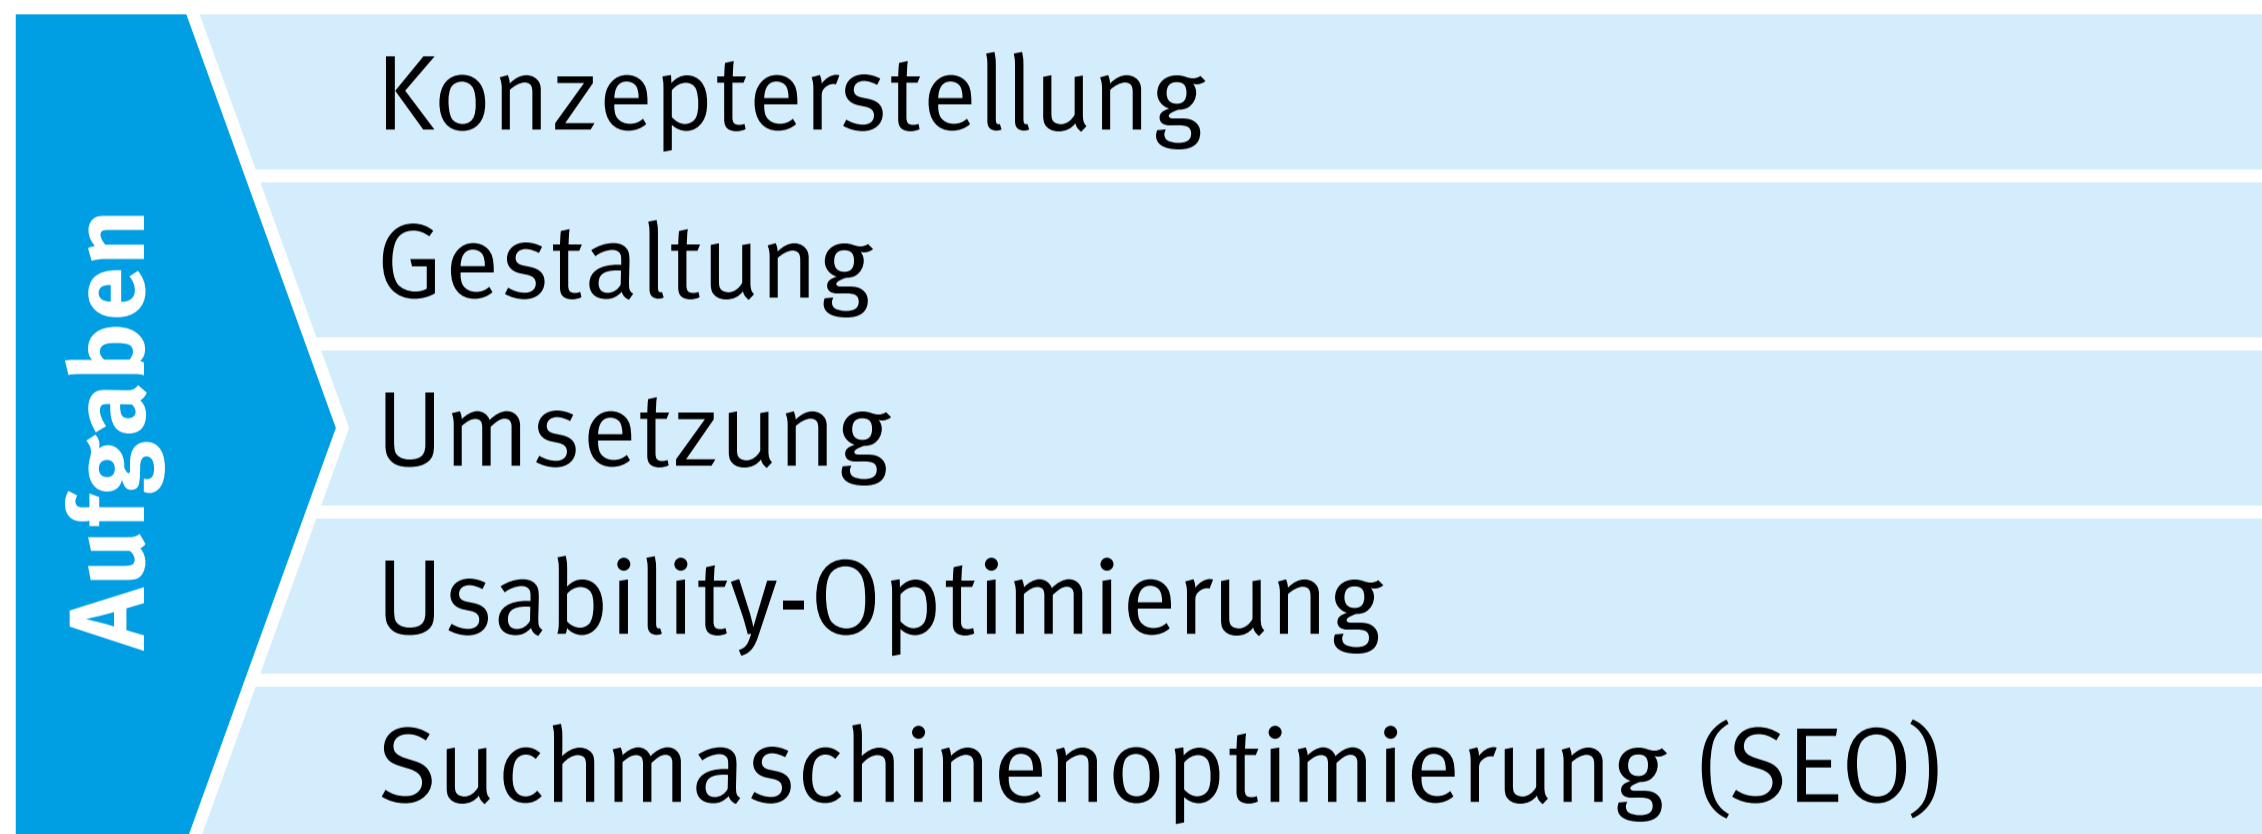 Aufgaben
Konzepterstellung
Gestaltung
Umsetzung
Usability-Optimierung
Suchmaschinenoptimierung (SEO)